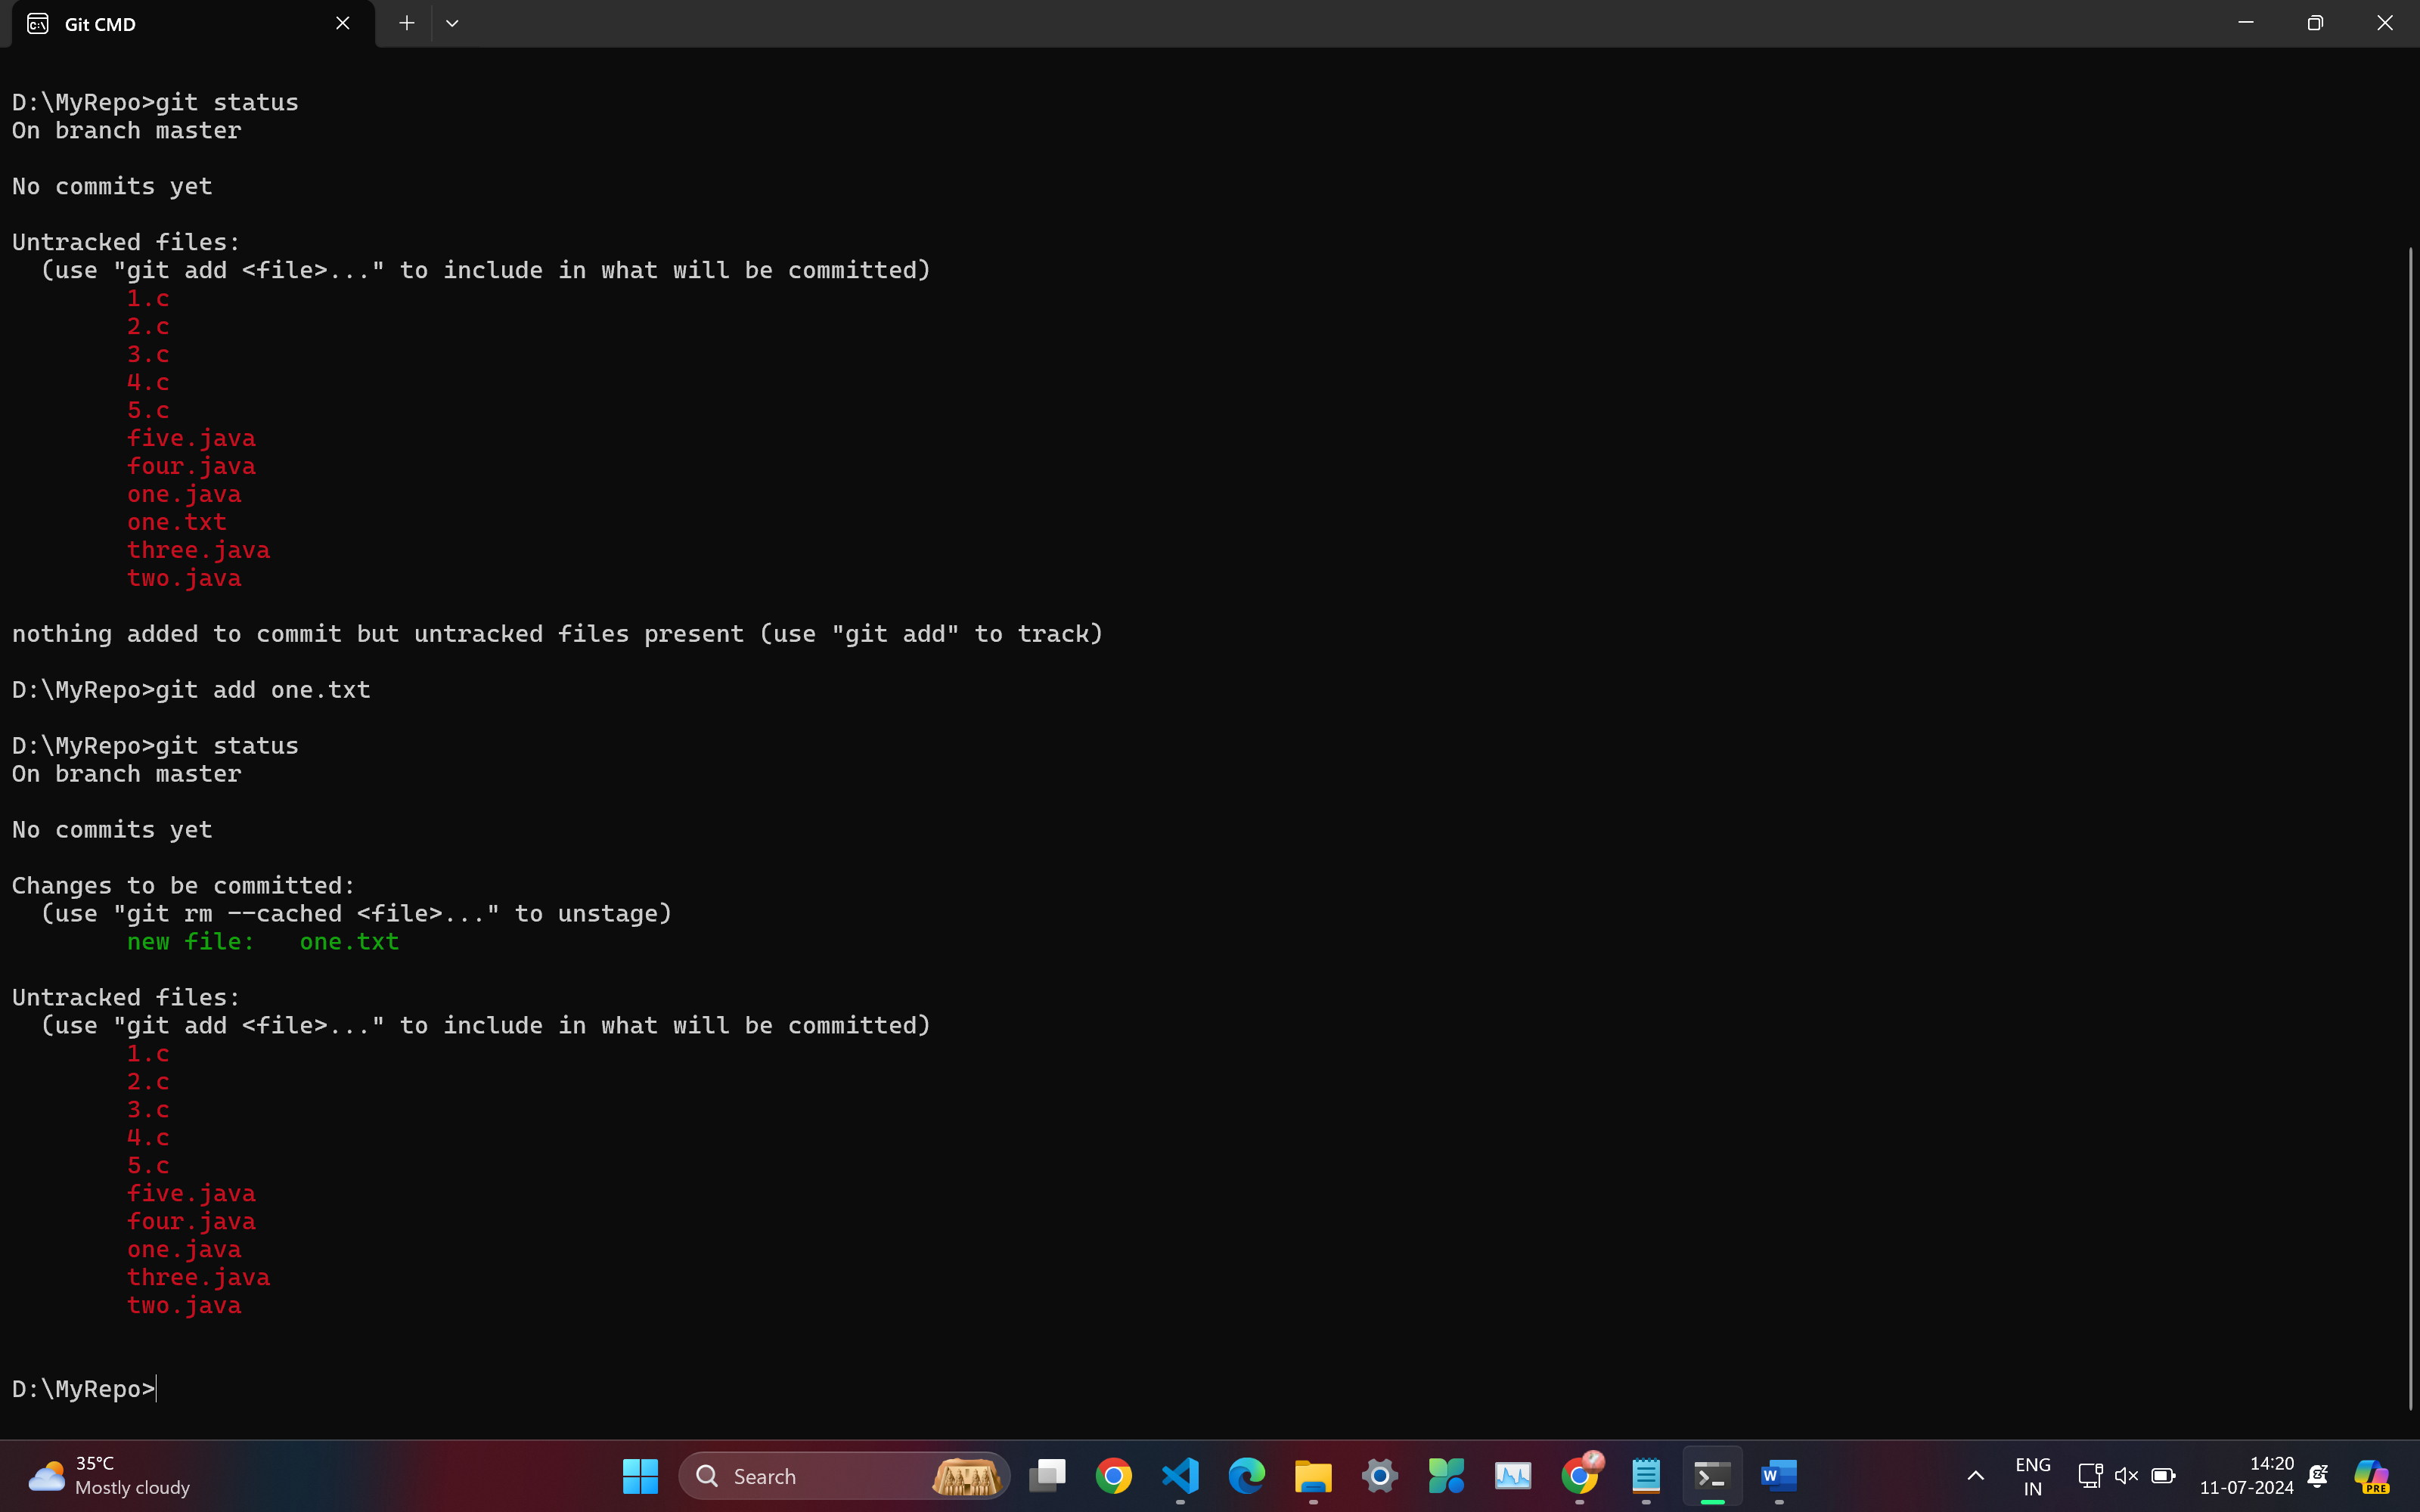 Git CMD
D:\MyRepo>git status
On branch master
No commits yet
Untracked files:
  (use "git add <file>..." to include in what will be committed)
        1.c
        2.c
        3.c
        4.c
        5.c
        five.java
        four.java
        one.java
        one.txt
        three.java
        two.java
nothing added to commit but untracked files present (use "git add" to track)
D:\MyRepo>git add one.txt
D:\MyRepo>git status
On branch master
No commits yet
Changes to be committed:
  (use "git rm --cached <file>..." to unstage)
        new file:   one.txt
Untracked files:
  (use "git add <file>..." to include in what will be committed)
        1.c
        2.c
        3.c
        4.c
        5.c
        five.java
        four.java
        one.java
        three.java
        two.java
D:\MyRepo>
35°C
Mostly cloudy
Search
W
ENG
IN
14:20
11-07-2024
PRE